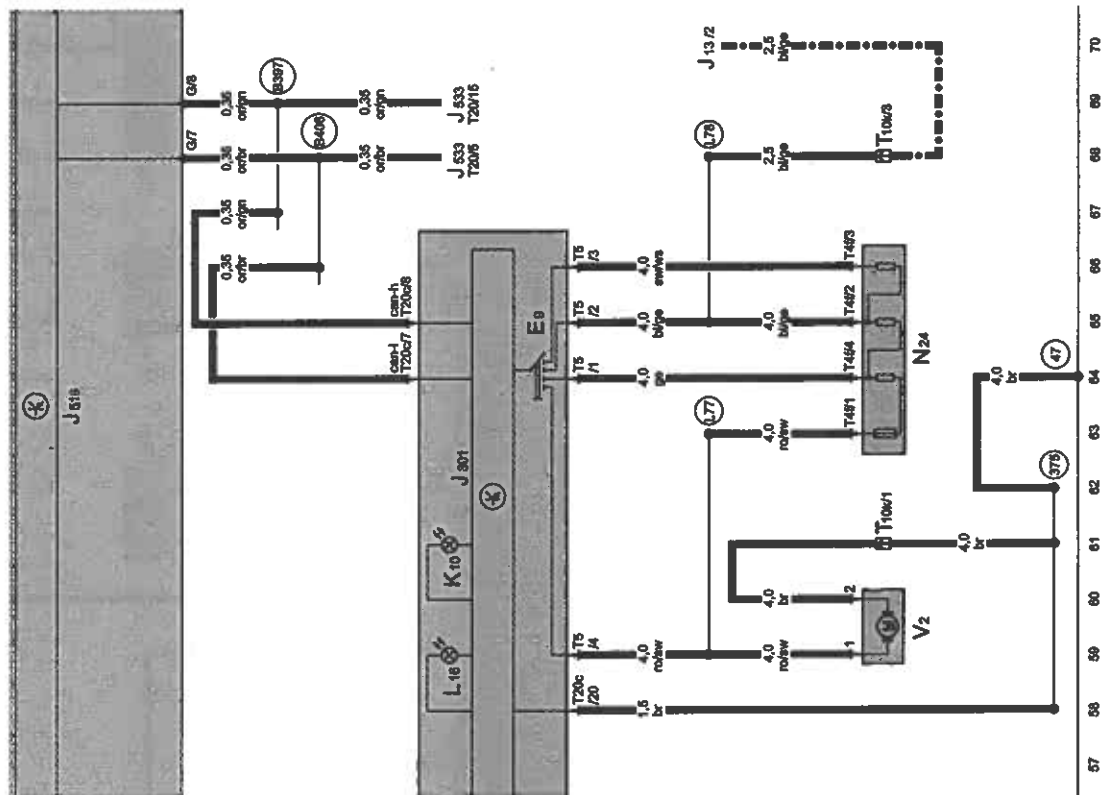 70
69
68
67
66
65
64
63
62
61
60
59
58
57
J519
G/8
0,35
or/gn
B397
0,35
or/gn
J533
T20/15
G/7
0,35
or/br
B406
0,35
or/br
J533
T20/5
0,35
or/gn
0,35
or/br
can-h
T20c/8
can-l
T20c/7
J301
E9
K10
L16
J13/2
2,5
bl/ge
L78
2,5
bl/ge
T10k/3
T5
/3
4,0
sw/ws
T4f/3
T5
/2
4,0
bl/ge
4,0
bl/ge
T4f/2
T5
/1
4,0
ge
T4f/4
L77
4,0
ro/sw
T4f/1
N24
4,0
br
47
375
T10k/1
4,0
br
4,0
br
2
T5
/4
4,0
ro/sw
4,0
ro/sw
1
V2
T20c
/20
1,5
br